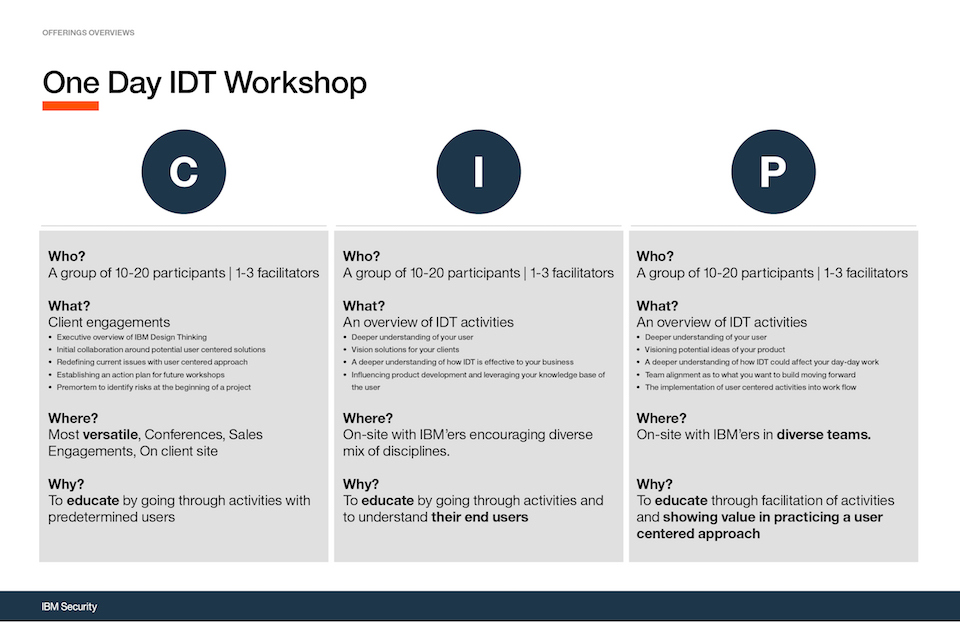 OFFERINGS OVERVIEWS
One Day IDT Workshop
C
Who?
A group of 10-20 participants | 1-3 facilitators
What?
Client engagements
• Executive overview of IBM Design Thinking
• Initial collaboration around potential user centered solutions
• Redefining current issues with user centered approach
• Establishing an action plan for future workshops
• Premortem to identify risks at the beginning of a project
Where?
Most versatile, Conferences, Sales
Engagements, On client site
Why?
To educate by going through activities with
predetermined users
I
Who?
A group of 10-20 participants | 1-3 facilitators
What?
An overview of IDT activities
• Deeper understanding of your user
• Vision solutions for your clients
• A deeper understanding of how IDT is effective to your business
• Influencing product development and leveraging your knowledge base of
the user
Where?
On-site with IBM’ers encouraging diverse
mix of disciplines.
Why?
To educate by going through activities and
to understand their end users
P
Who?
A group of 10-20 participants | 1-3 facilitators
What?
An overview of IDT activities
• Deeper understanding of your user
• Visioning potential ideas of your product
• A deeper understanding of how IDT could affect your day-day work
• Team alignment as to what you want to build moving forward
• The implementation of user centered activities into work flow
Where?
On-site with IBM’ers in diverse teams.
Why?
To educate through facilitation of activities
and showing value in practicing a user
centered approach
IBM Security